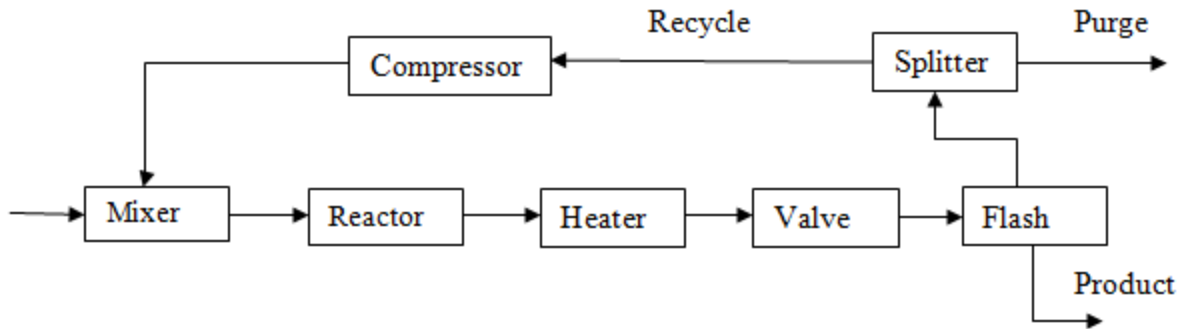 Recycle
Purge
Compressor
Splitter
Mixer
Reactor
Heater
Valve
Flash
Product